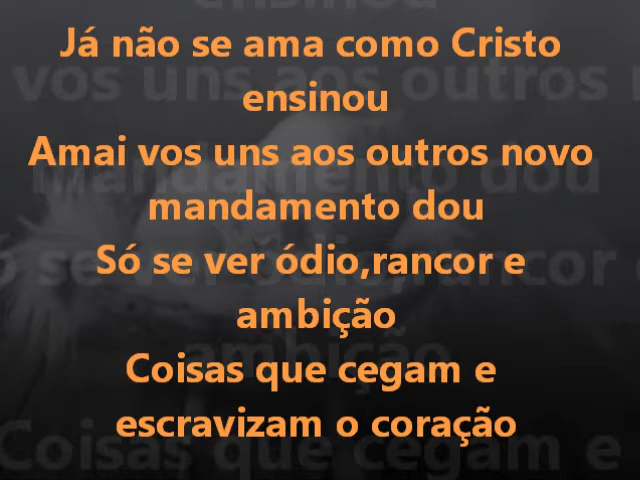 Já não se ama como Cristo
ensinou
Amai vos uns aos outros novo
mandamento dou
Só se ver ódio,rancor e
ambição
Coisas que cegam e
escravizam o coração